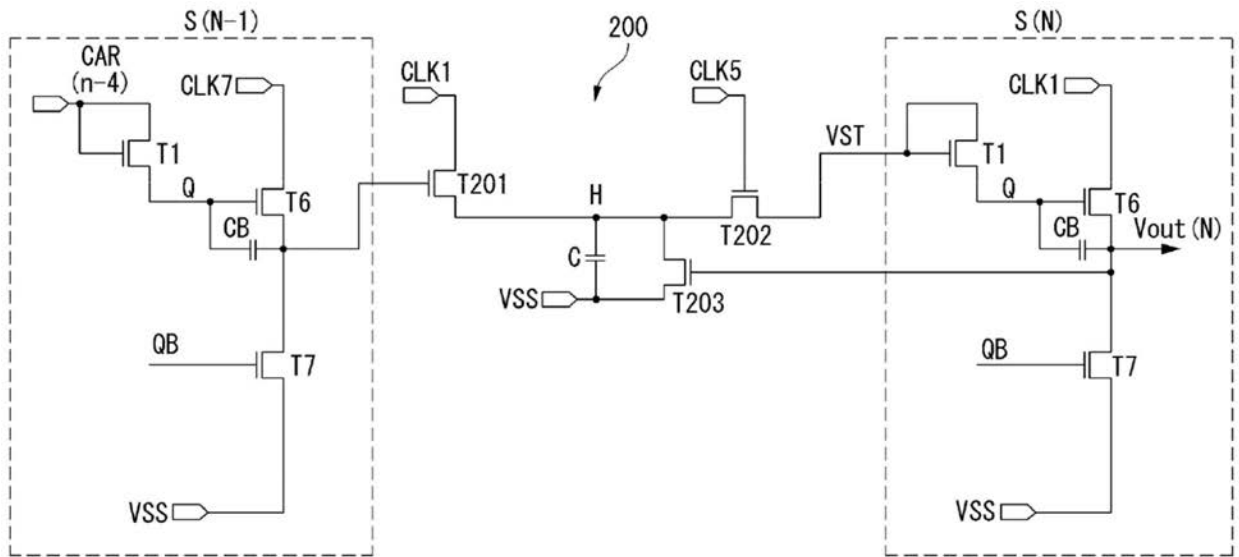 S(N-1)
200
S(N)
CAR
(n-4)
CLK7
CLK1
CLK5
CLK1
T1
T201
VST
T1
Q
T6
H
T202
Q
T6
CB
C
CB
Vout(N)
VSS
T203
QB
T7
QB
T7
VSS
VSS